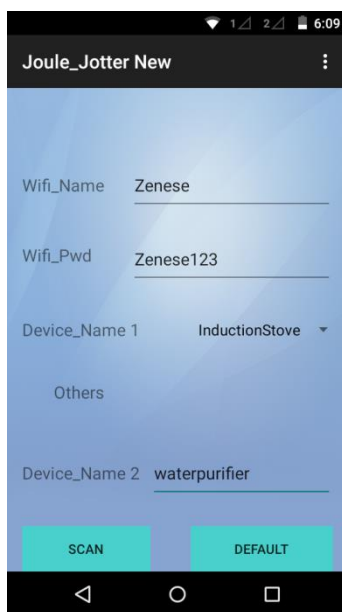 1 2 6:09
Joule_Jotter New
Wifi_Name Zenese
Wifi_Pwd Zenese123
Device_Name 1 InductionStove
Others
Device_Name 2 waterpurifier
SCAN DEFAULT